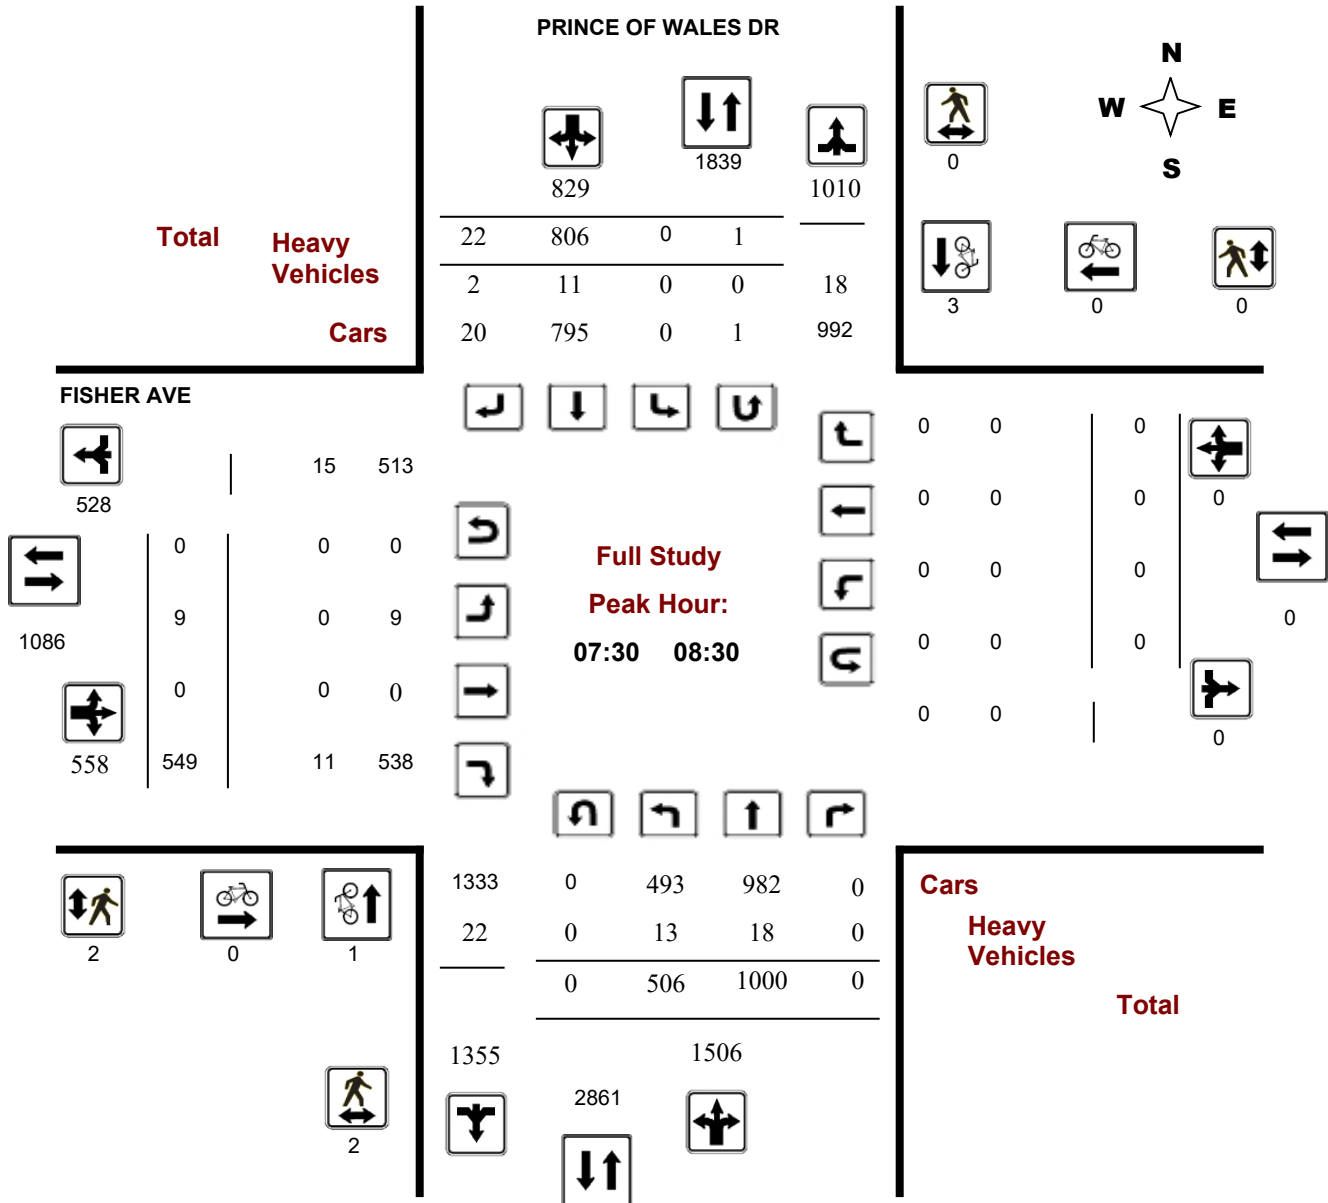 PRINCE OF WALES DR
N
W E
S
1839
0
829 1010
Total Heavy Vehicles
22 806 0 1
2 11 0 0 18
Cars 20 795 0 1 992
3 0 0
FISHER AVE
0 0 0
15 513
528
0 0 0 0
0 0 0
Full Study
Peak Hour:
07:30 08:30
0 0 0
9 0 9
1086
0
0 0 0
0 0 0
0 0
0
558 549 11 538
1333 0 493 982 0
Cars
22 0 13 18 0
Heavy Vehicles
2 0 1
0 506 1000 0
Total
1355 1506
2861
2